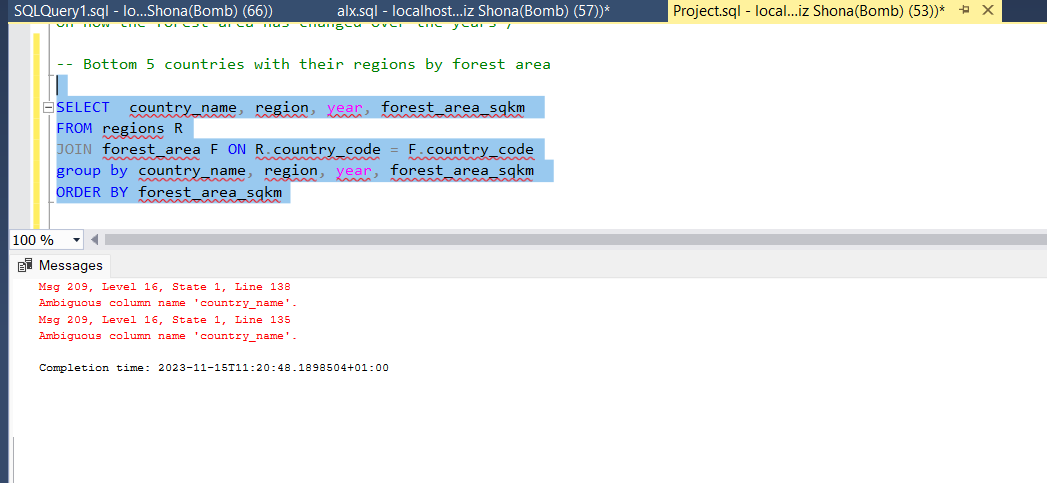 SQLQuery1.sql - lo...Shona(Bomb) (66)) alx.sql - localhost...iz Shona(Bomb) (57))* Project.sql - local...iz Shona(Bomb) (53))*
on how the forest area has changed over the years /
-- Bottom 5 countries with their regions by forest area
SELECT country_name, region, year, forest_area_sqkm
FROM regions R
JOIN forest_area F ON R.country_code = F.country_code
group by country_name, region, year, forest_area_sqkm
ORDER BY forest_area_sqkm
100 %
Messages
Msg 209, Level 16, State 1, Line 138
Ambiguous column name 'country_name'.
Msg 209, Level 16, State 1, Line 135
Ambiguous column name 'country_name'.
Completion time: 2023-11-15T11:20:48.1898504+01:00